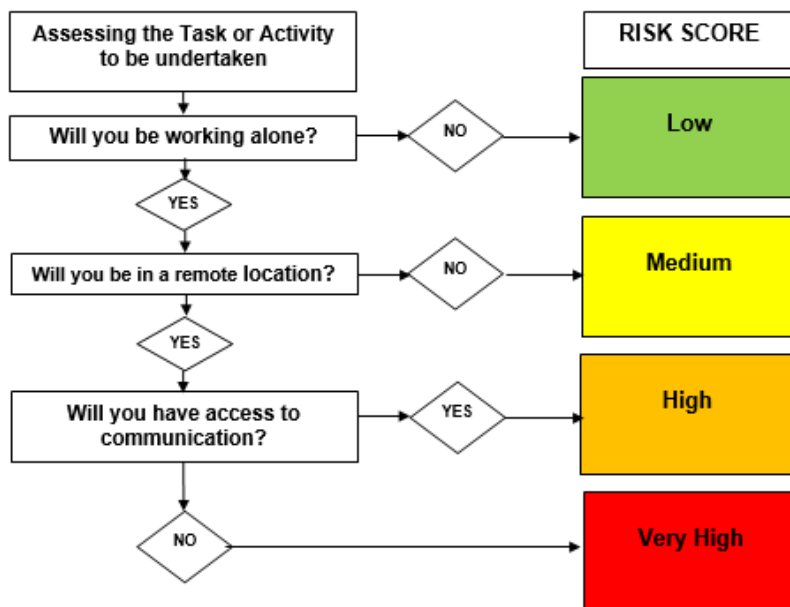 Assessing the Task or Activity
to be undertaken
RISK SCORE
Will you be working alone?
NO
Low
YES
Will you be in a remote location?
NO
Medium
YES
Will you have access to
communication?
YES
High
NO
Very High